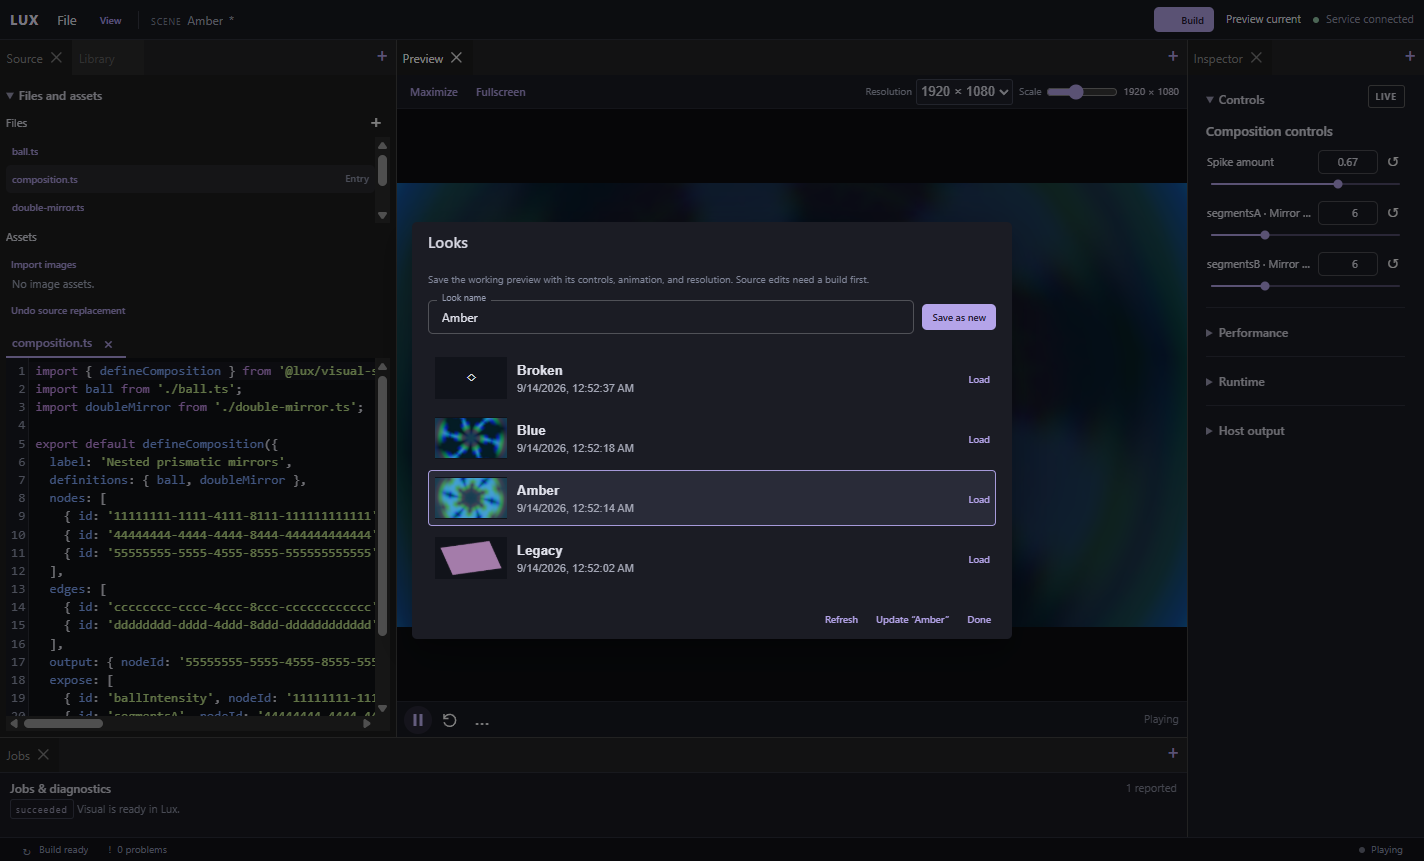 LUX File View SCENE Amber * Build Preview current Service connected
Source Library + Preview + Inspector +
Files and assets
Files +
ball.ts
composition.ts Entry
double-mirror.ts
Assets
Import images
No image assets.
Undo source replacement
composition.ts ×
1 import { defineComposition } from '@lux/visual-s
2 import ball from './ball.ts';
3 import doubleMirror from './double-mirror.ts';
4
5 export default defineComposition({
6 label: 'Nested prismatic mirrors',
7 definitions: { ball, doubleMirror },
8 nodes: [
9 { id: '11111111-1111-4111-8111-111111111111'
10 { id: '44444444-4444-4444-8444-444444444444'
11 { id: '55555555-5555-4555-8555-555555555555'
12 ],
13 edges: [
14 { id: 'cccccccc-cccc-4ccc-8ccc-cccccccccccc'
15 { id: 'dddddddd-dddd-4ddd-8ddd-dddddddddddd'
16 ],
17 output: { nodeId: '55555555-5555-4555-8555-555
18 expose: [
19 { id: 'ballIntensity', nodeId: '11111111-111
20 { id: 'segmentsA', nodeId: '44444444-4444-44
Maximize Fullscreen Resolution 1920 × 1080 Scale 1920 × 1080
Looks
Save the working preview with its controls, animation, and resolution. Source edits need a build first.
Look name
Amber Save as new
Broken
9/14/2026, 12:52:37 AM Load
Blue
9/14/2026, 12:52:18 AM Load
Amber
9/14/2026, 12:52:14 AM Load
Legacy
9/14/2026, 12:52:02 AM Load
Refresh Update “Amber” Done
... Playing
Controls LIVE
Composition controls
Spike amount 0.67
segmentsA · Mirror ... 6
segmentsB · Mirror ... 6
Performance
Runtime
Host output
Jobs +
Jobs & diagnostics 1 reported
succeeded Visual is ready in Lux.
Build ready ! 0 problems Playing